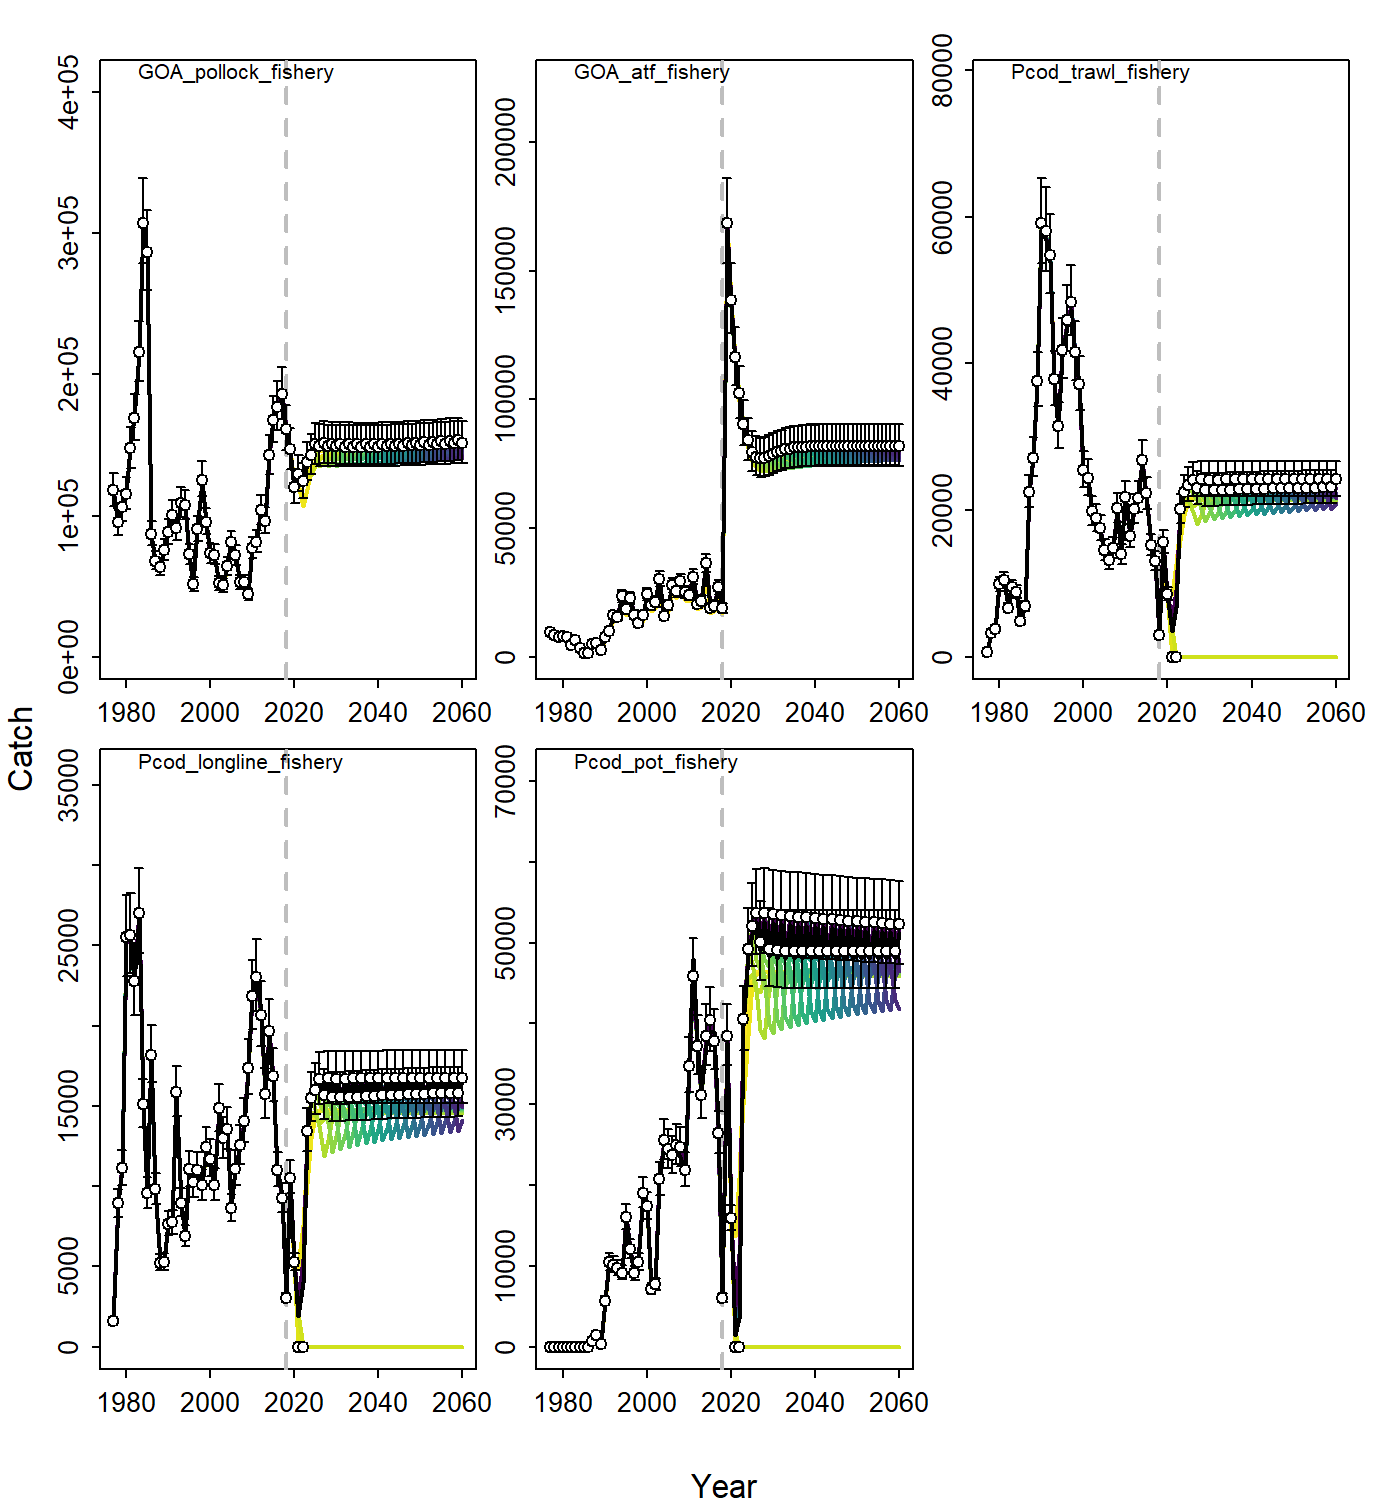 GOA_pollock_fishery
GOA_atf_fishery
Pcod_trawl_fishery
0e+00 1e+05 2e+05 3e+05 4e+05
0 50000 100000 150000 200000
0 20000 40000 60000 80000
1980 2000 2020 2040 2060
1980 2000 2020 2040 2060
1980 2000 2020 2040 2060
Catch
Pcod_longline_fishery
Pcod_pot_fishery
0 5000 15000 25000 35000
0 10000 30000 50000 70000
1980 2000 2020 2040 2060
1980 2000 2020 2040 2060
Year